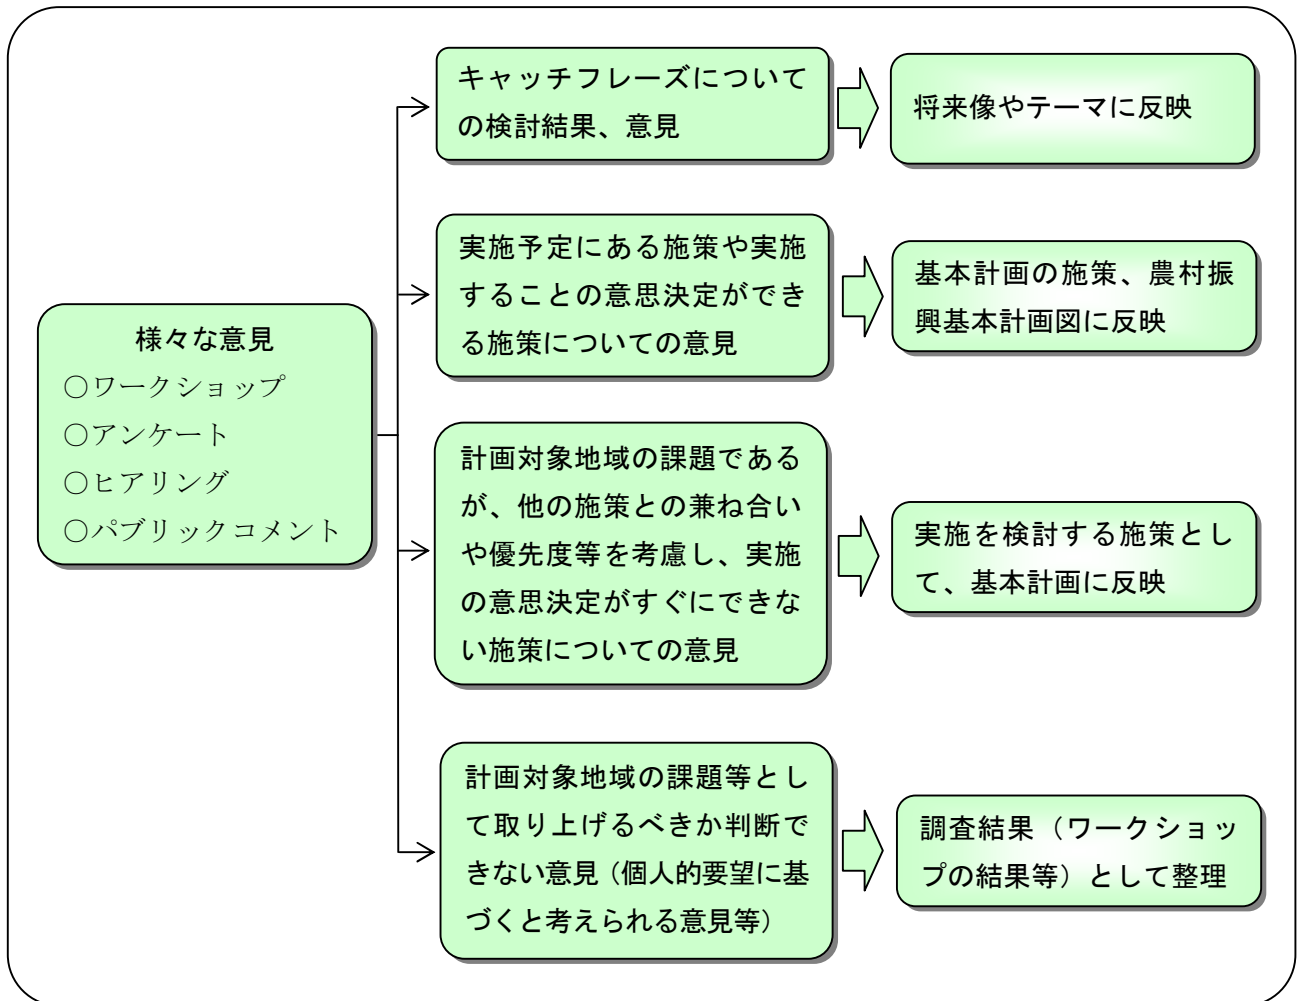 様々な意見
○ワークショップ
○アンケート
○ヒアリング
○パブリックコメント
キャッチフレーズについて
の検討結果、意見
将来像やテーマに反映
実施予定にある施策や実施
することの意思決定ができ
る施策についての意見
基本計画の施策、農村振
興基本計画図に反映
計画対象地域の課題である
が、他の施策との兼ね合い
や優先度等を考慮し、実施
の意思決定がすぐにできな
い施策についての意見
実施を検討する施策とし
て、基本計画に反映
計画対象地域の課題等とし
て取り上げるべきか判断で
きない意見（個人的要望に基
づくと考えられる意見等）
調査結果（ワークショッ
プの結果等）として整理